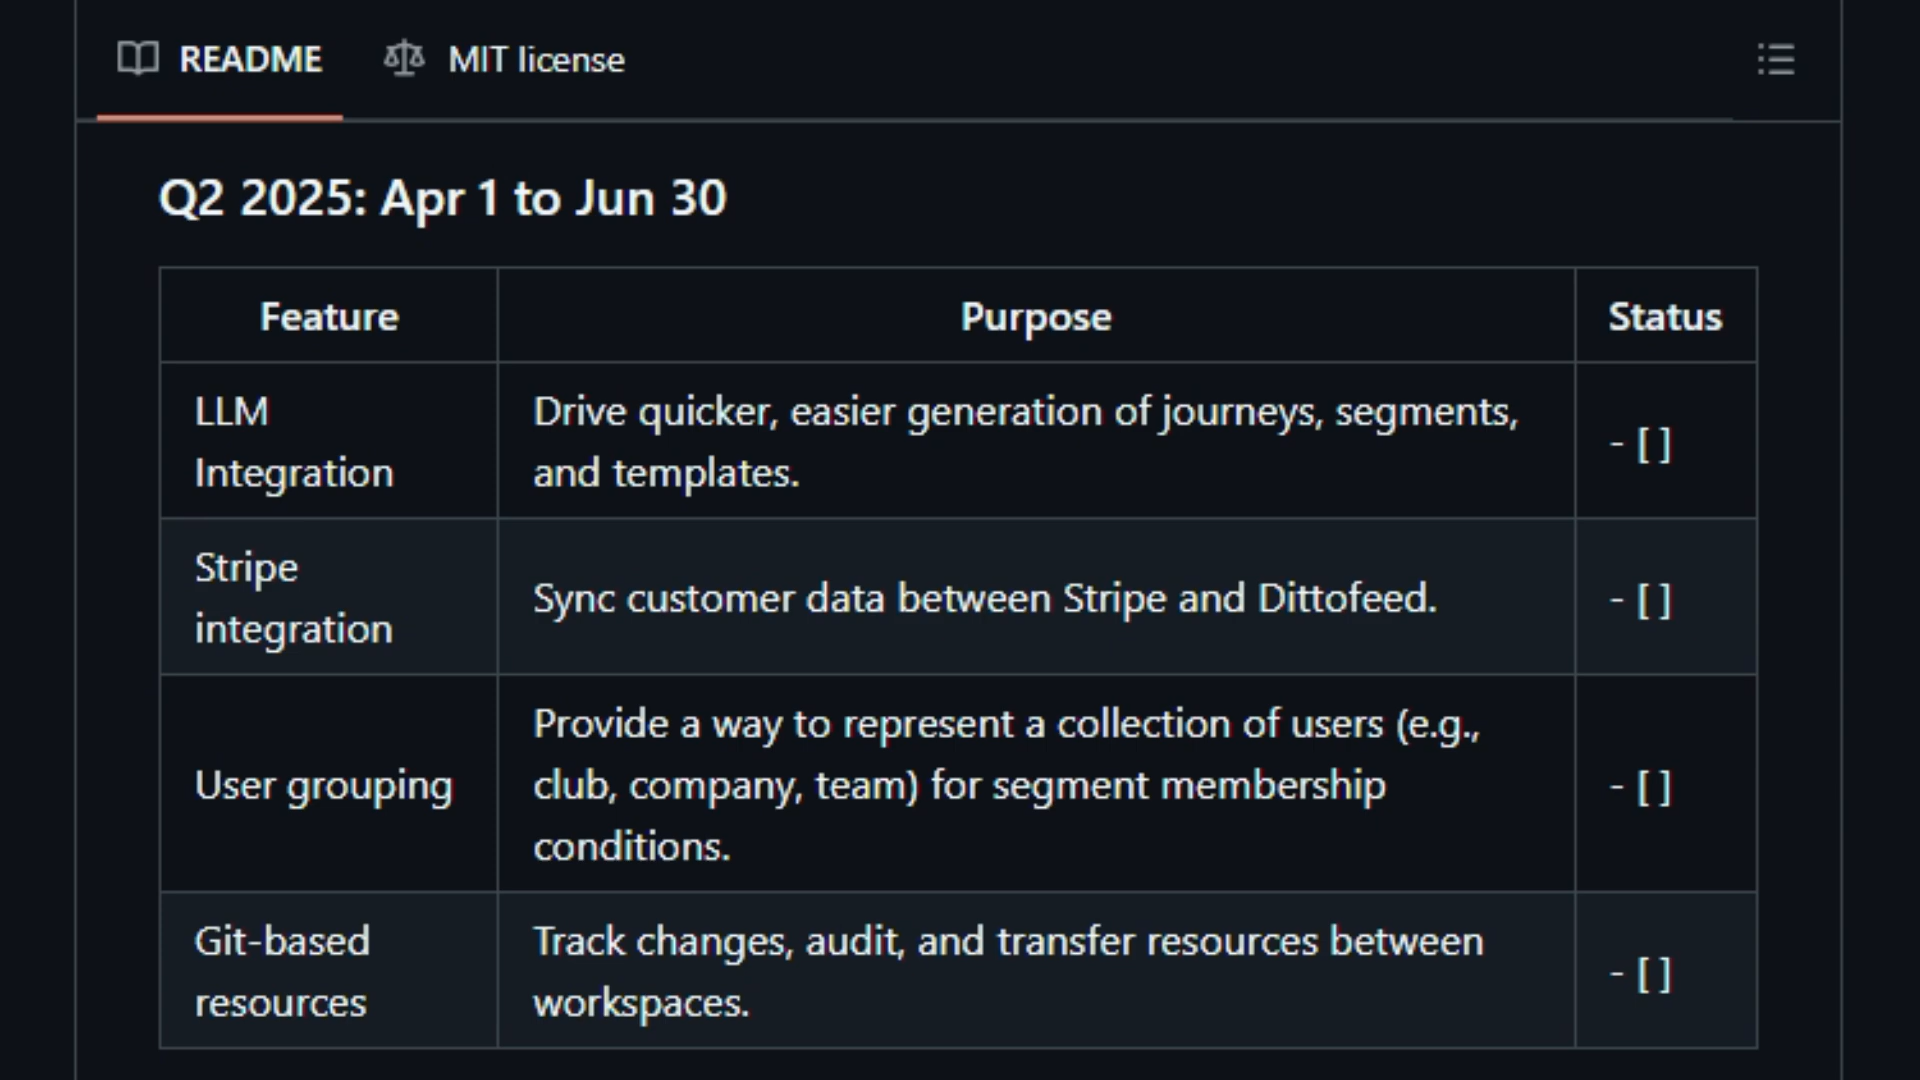 README
MIT license
Q2 2025: Apr 1 to Jun 30
Feature
Purpose
Status
LLM
Integration
Drive quicker, easier generation of journeys, segments,
and templates.
- [ ]
Stripe
integration
Sync customer data between Stripe and Dittofeed.
- [ ]
User grouping
Provide a way to represent a collection of users (e.g.,
club, company, team) for segment membership
conditions.
- [ ]
Git-based
resources
Track changes, audit, and transfer resources between
workspaces.
- [ ]